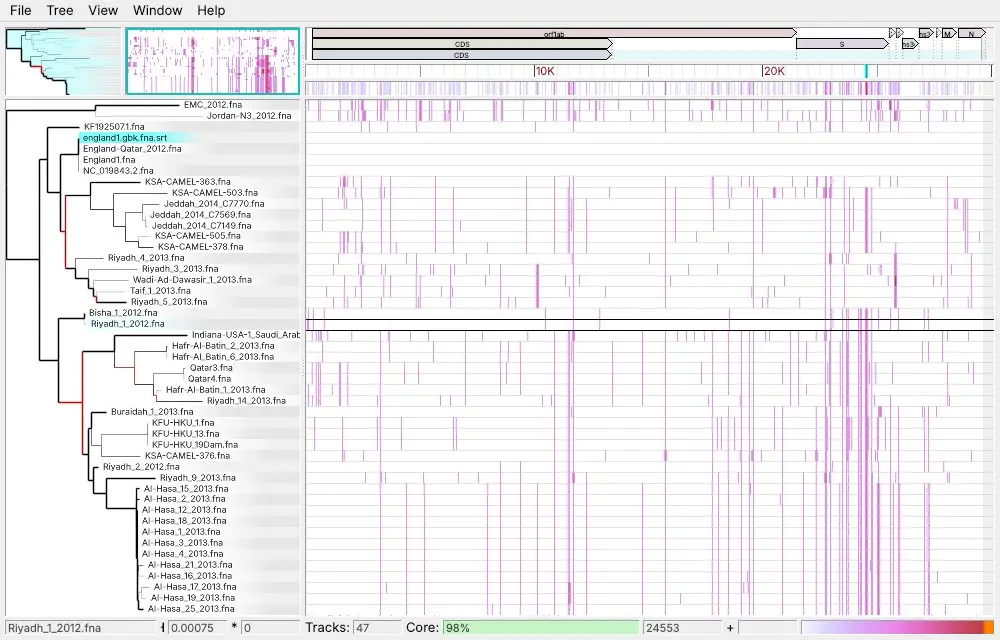 File Tree View Window Help
orf1ab
CDS
CDS
S
ns3
M
N
10K 20K
EMC_2012.fna
Jordan-N3_2012.fna
KF192507.1.fna
england1.gbk.fna.srt
England-Qatar_2012.fna
England1.fna
NC_019843.2.fna
KSA-CAMEL-363.fna
KSA-CAMEL-503.fna
Jeddah_2014_C7770.fna
Jeddah_2014_C7569.fna
Jeddah_2014_C7149.fna
KSA-CAMEL-505.fna
KSA-CAMEL-378.fna
Riyadh_4_2013.fna
Riyadh_3_2013.fna
Wadi-Ad-Dawasir_1_2013.fna
Taif_1_2013.fna
Riyadh_5_2013.fna
Bisha_1_2012.fna
Riyadh_1_2012.fna
Indiana-USA-1_Saudi_Arab
Hafr-Al-Batin_2_2013.fna
Hafr-Al_Batin_6_2013.fna
Qatar3.fna
Qatar4.fna
Hafr-Al-Batin_1_2013.fna
Riyadh_14_2013.fna
Buraidah_1_2013.fna
KFU-HKU_1.fna
KFU-HKU_13.fna
KFU-HKU_19Dam.fna
KSA-CAMEL-376.fna
Riyadh_2_2012.fna
Riyadh_9_2013.fna
Al-Hasa_15_2013.fna
Al-Hasa_2_2013.fna
Al-Hasa_12_2013.fna
Al-Hasa_18_2013.fna
Al-Hasa_1_2013.fna
Al-Hasa_3_2013.fna
Al-Hasa_4_2013.fna
Al-Hasa_21_2013.fna
Al-Hasa_16_2013.fna
Al-Hasa_17_2013.fna
Al-Hasa_19_2013.fna
Al-Hasa_25_2013.fna
Riyadh_1_2012.fna 0.00075 * 0 Tracks: 47 Core: 98% 24553 +